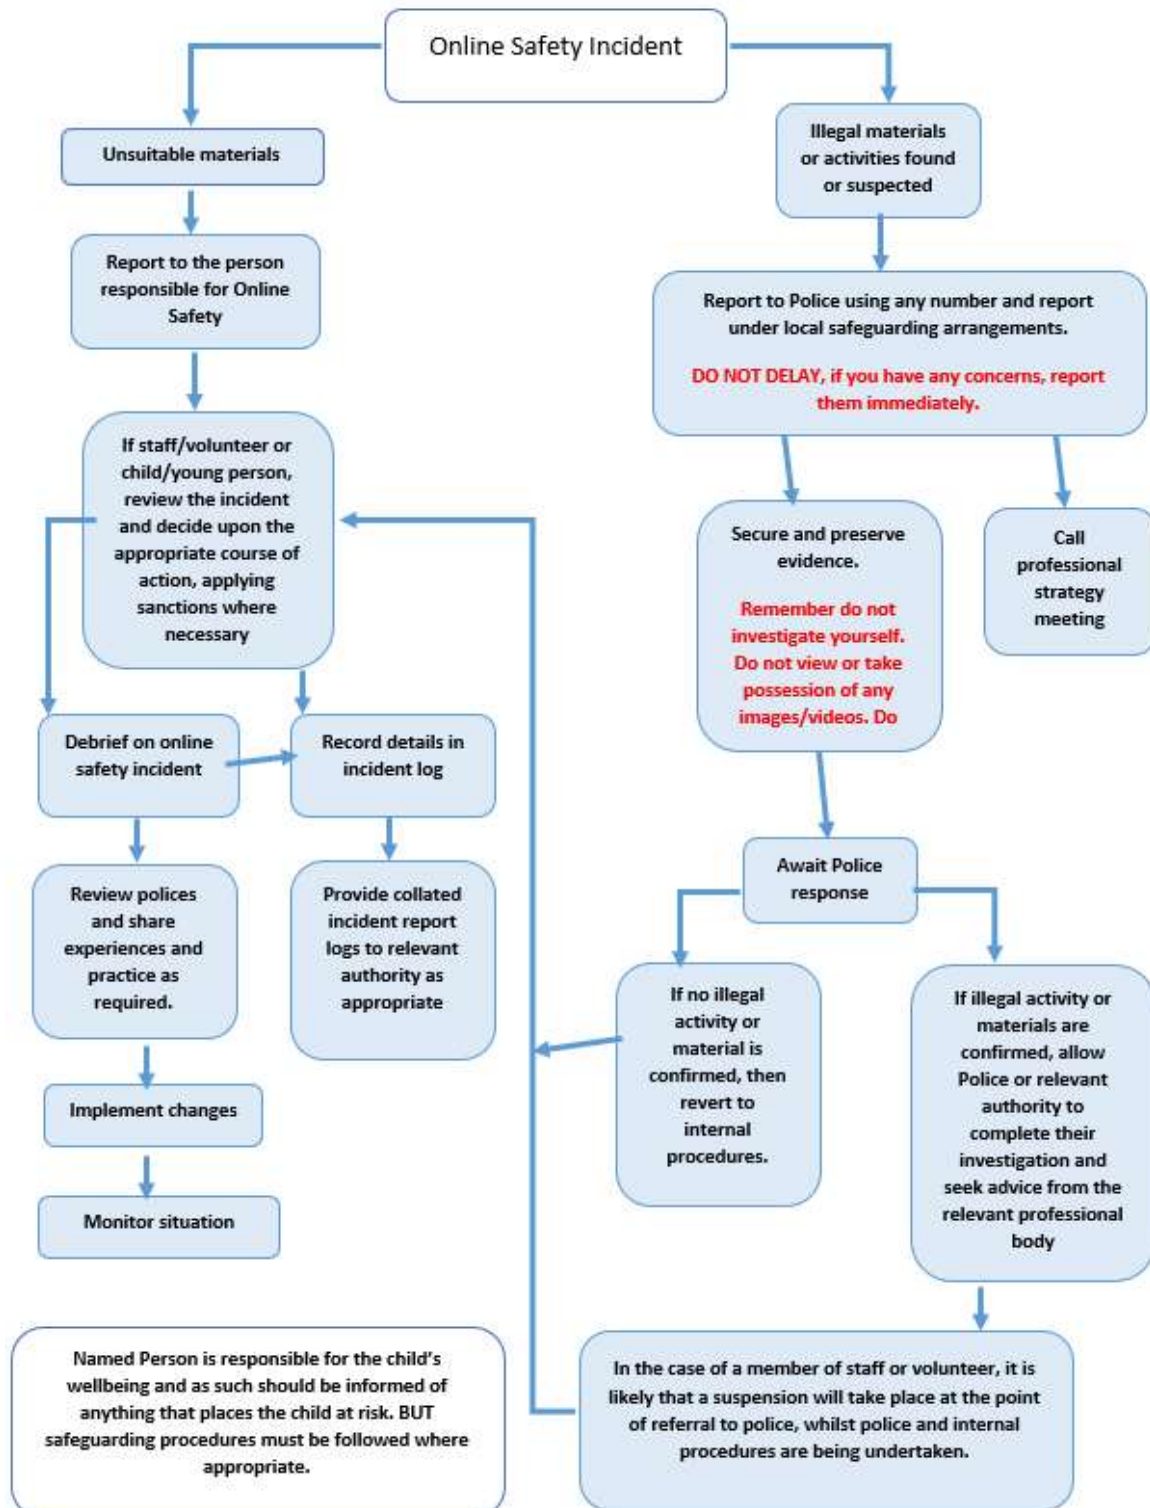 Online Safety Incident
Unsuitable materials
Report to the person
responsible for Online
Safety
If staff/volunteer or
child/young person,
review the incident
and decide upon the
appropriate course of
action, applying
sanctions where
necessary
Debrief on online
safety incident
Record details in
incident log
Review polices
and share
experiences and
practice as
required.
Provide collated
incident report
logs to relevant
authority as
appropriate
Implement changes
Monitor situation
Named Person is responsible for the child's
wellbeing and as such should be informed of
anything that places the child at risk. BUT
safeguarding procedures must be followed where
appropriate.
Illegal materials
or activities found
or suspected
Report to Police using any number and report
under local safeguarding arrangements.
DO NOT DELAY, if you have any concerns, report
them immediately.
Secure and preserve
evidence.
Remember do not
investigate yourself.
Do not view or take
possession of any
images/videos. Do
Call
professional
strategy
meeting
Await Police
response
If no illegal
activity or
material is
confirmed, then
revert to
internal
procedures.
If illegal activity or
materials are
confirmed, allow
Police or relevant
authority to
complete their
investigation and
seek advice from the
relevant professional
body
In the case of a member of staff or volunteer, it is
likely that a suspension will take place at the point
of referral to police, whilst police and internal
procedures are being undertaken.